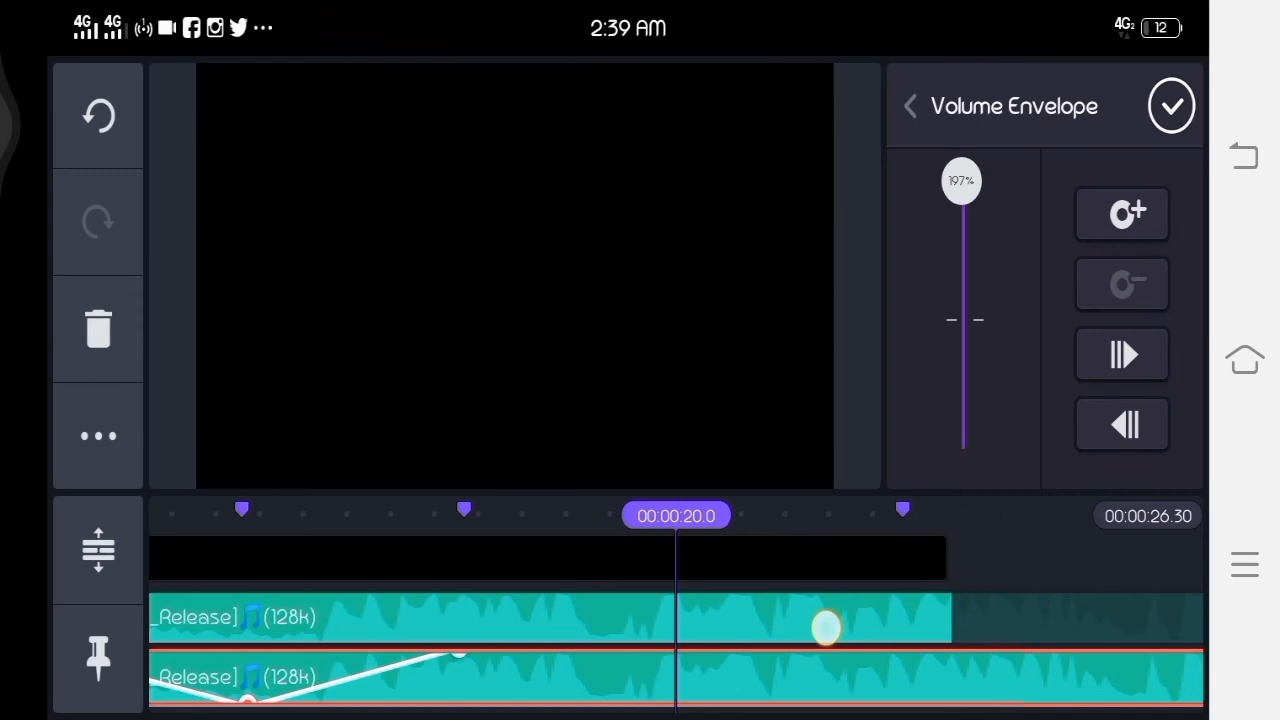 4G 4G 2:39 AM 4G2 12
Volume Envelope
197%
00:00:20.0 00:00:26.30
_Release]🎵(128k)
Release]🎵(128k)